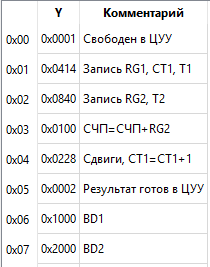 Y Комментарий
0x00 0x0001 Свободен в ЦУУ
0x01 0x0414 Запись RG1, CT1, T1
0x02 0x0840 Запись RG2, T2
0x03 0x0100 СЧП=СЧП+RG2
0x04 0x0228 Сдвиги, CT1=CT1+1
0x05 0x0002 Результат готов в ЦУУ
0x06 0x1000 BD1
0x07 0x2000 BD2